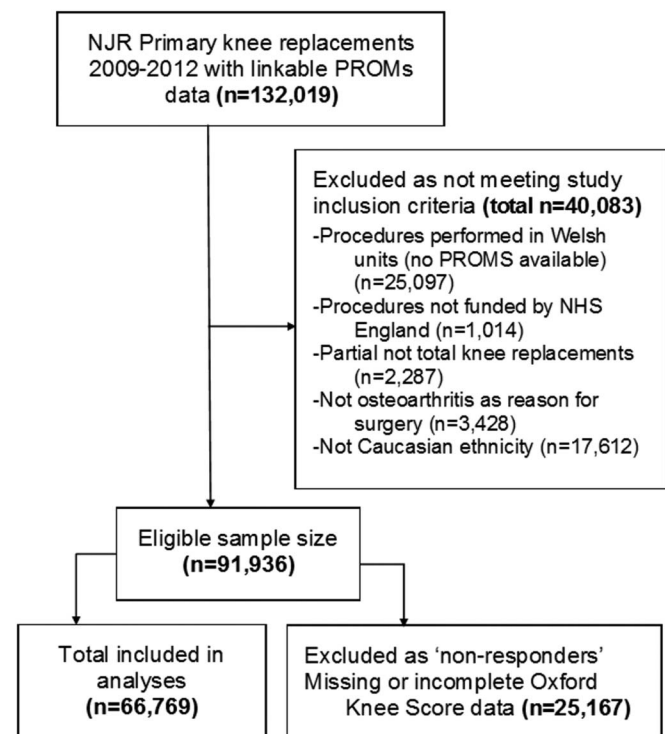 NJR Primary knee replacements
2009-2012 with linkable PROMs
data (n=132,019)
Excluded as not meeting study
inclusion criteria (total n=40,083)
-Procedures performed in Welsh
units (no PROMS available)
(n=25,097)
-Procedures not funded by NHS
England (n=1,014)
-Partial not total knee replacements
(n=2,287)
-Not osteoarthritis as reason for
surgery (n=3,428)
-Not Caucasian ethnicity (n=17,612)
Eligible sample size
(n=91,936)
Total included in
analyses
(n=66,769)
Excluded as ‘non-responders’
Missing or incomplete Oxford
Knee Score data (n=25,167)